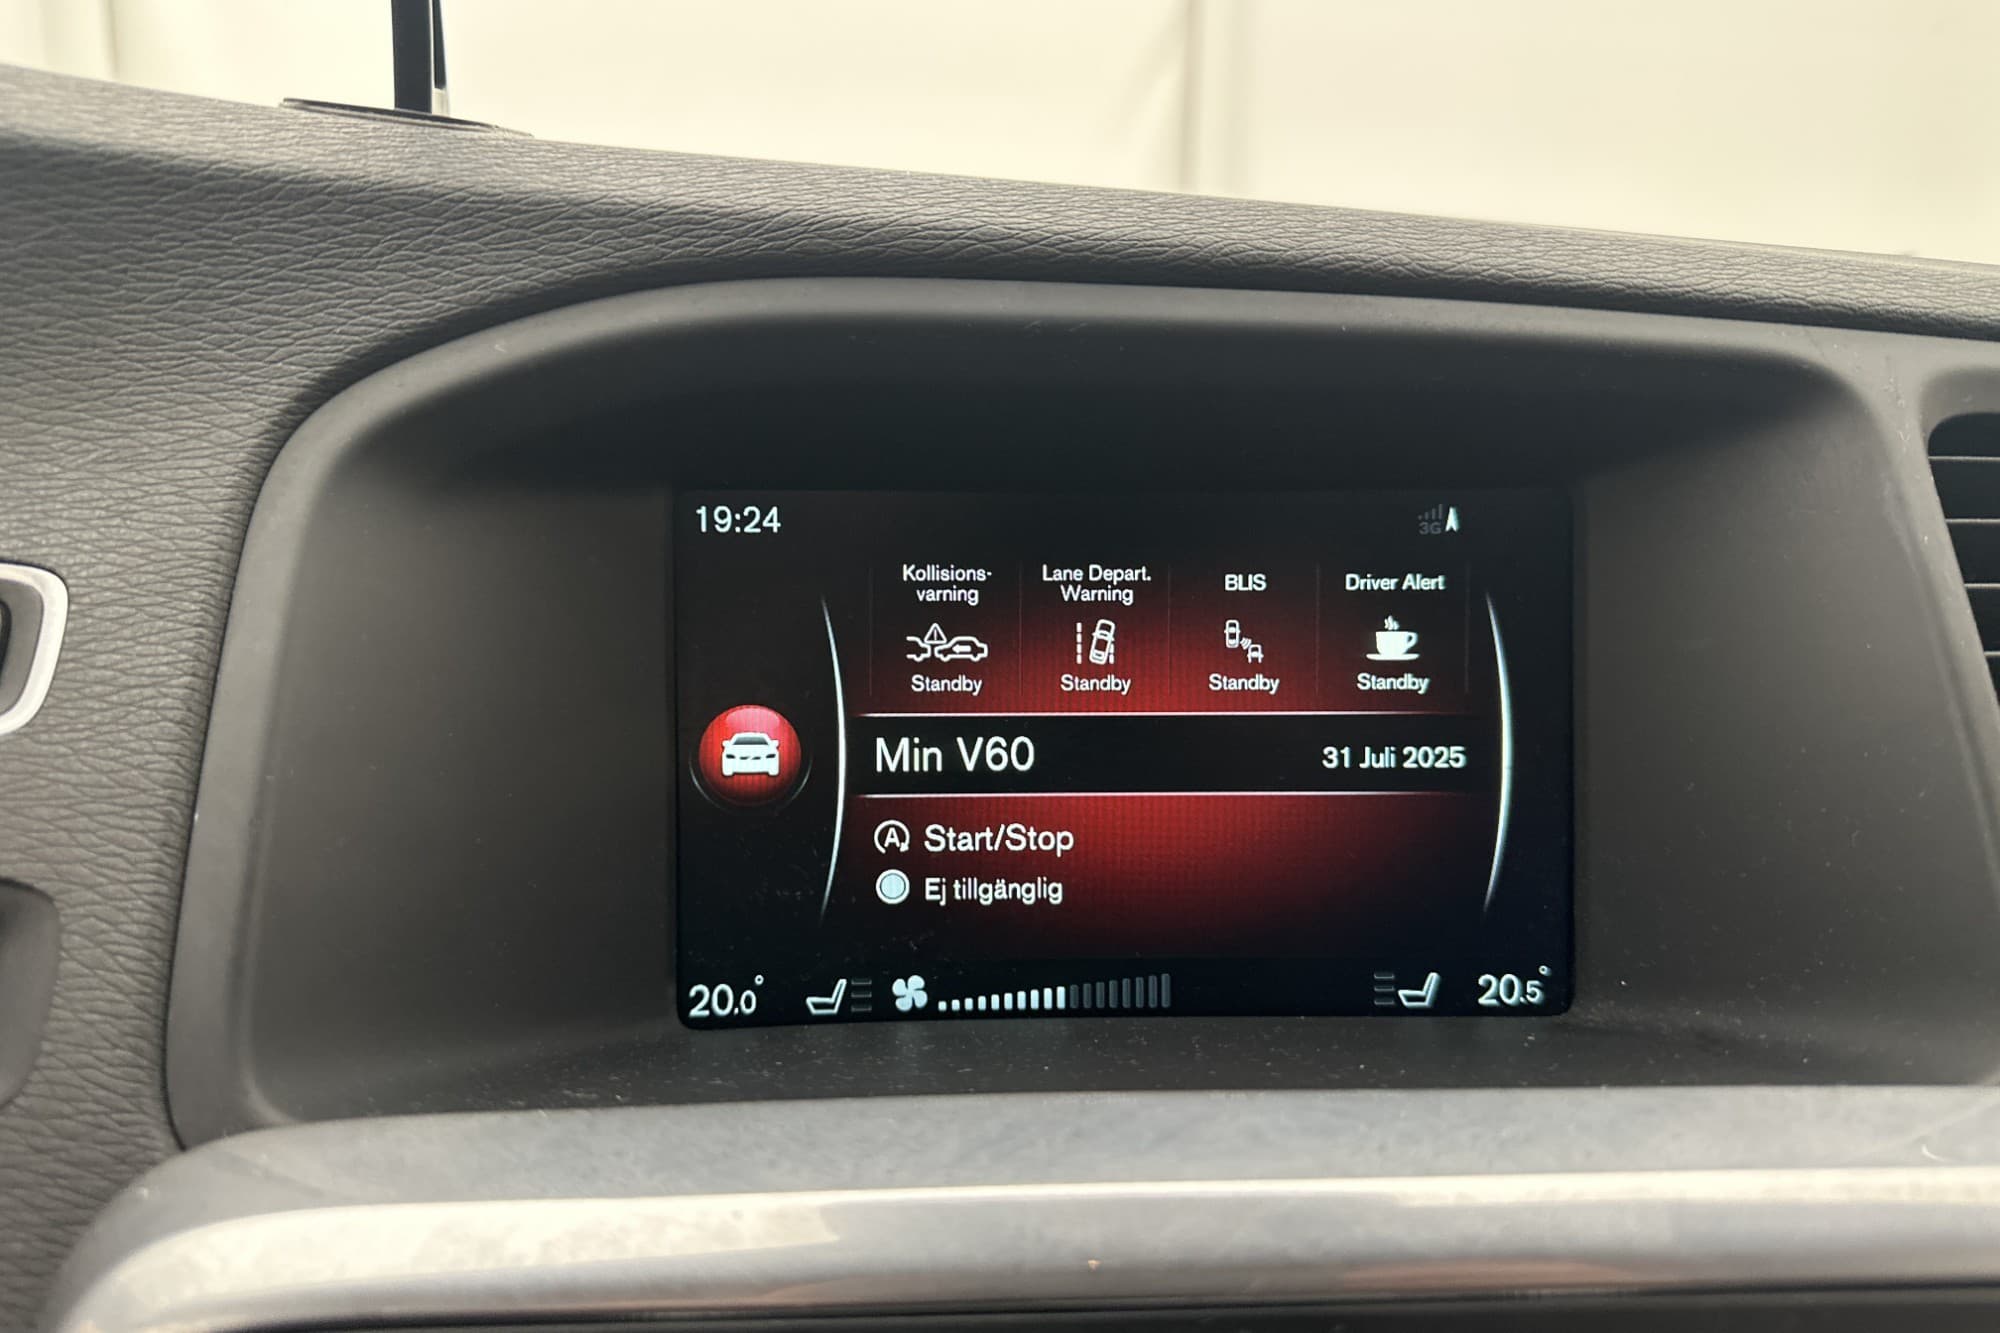 19:24
3G
Kollisions-
varning
Lane Depart.
Warning
BLIS
Driver Alert
Standby
Standby
Standby
Standby
Min V60
31 Juli 2025
A Start/Stop
Ej tillgänglig
20.0°
20.5°